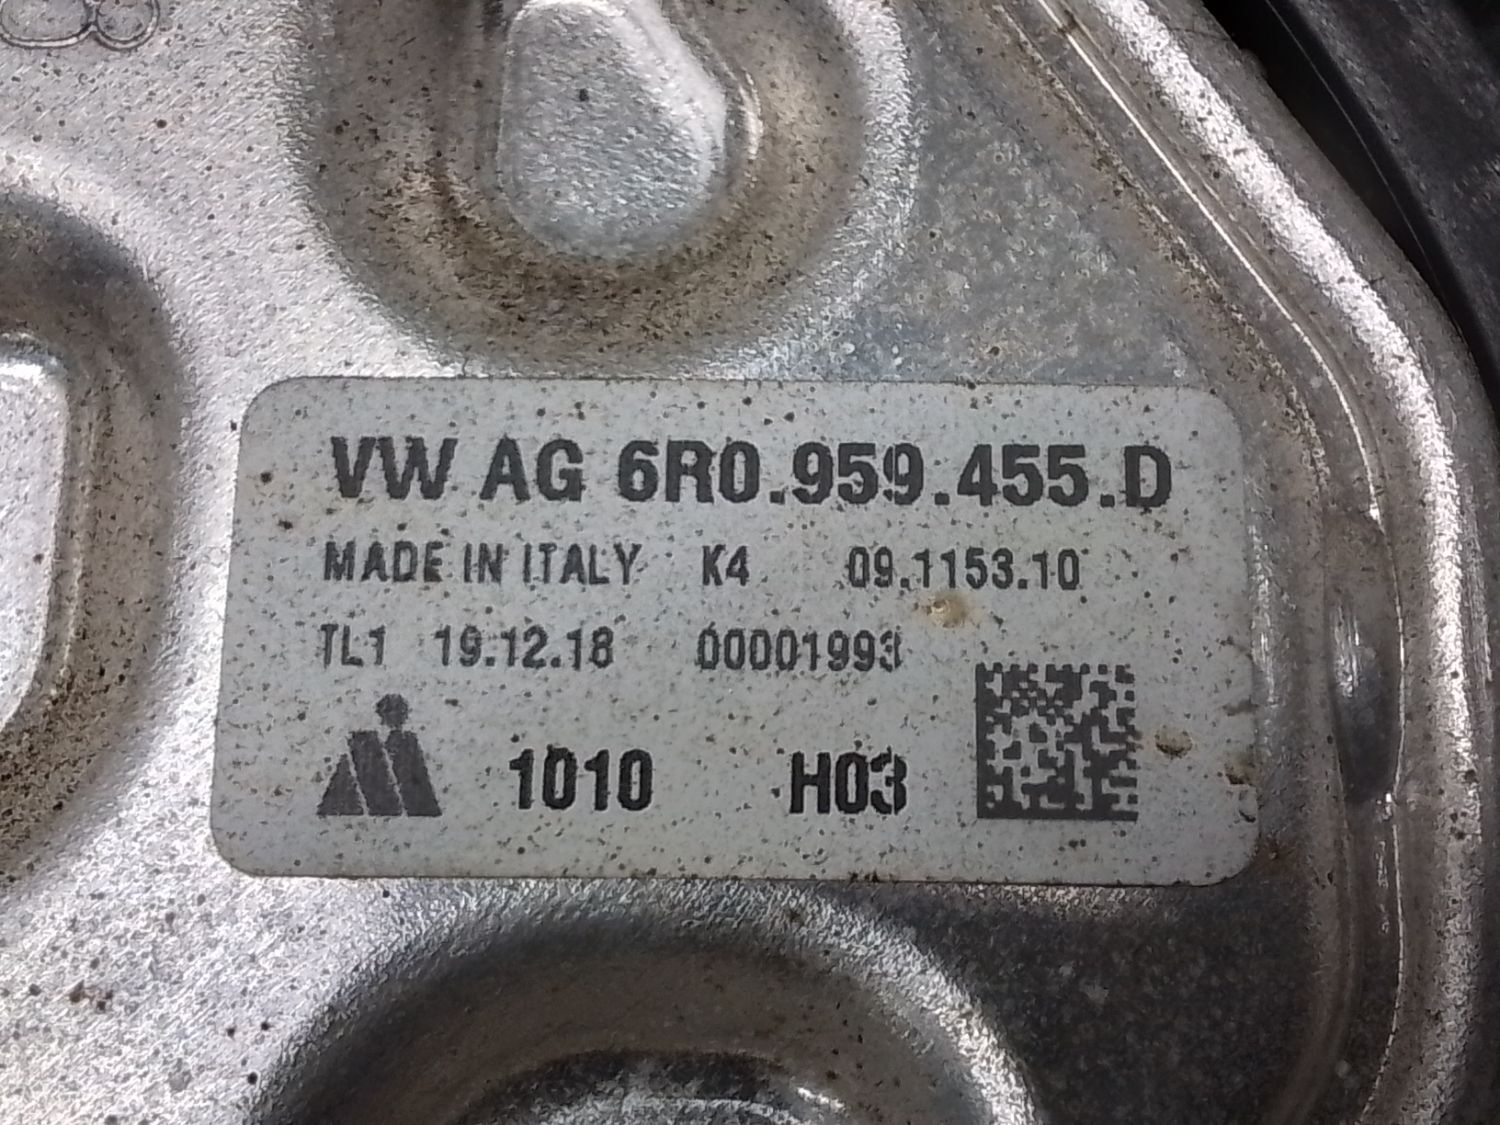 VW AG 6R0.959.455.D
MADE IN ITALY K4 09.1153.10
TL1 19.12.18 00001993
1010 H03